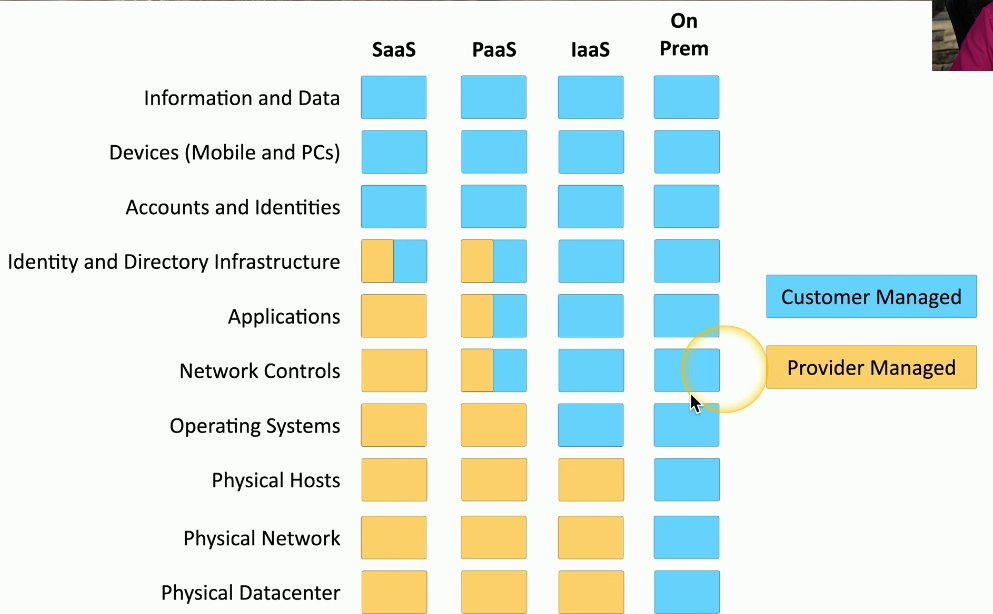 On
SaaS PaaS IaaS Prem
Information and Data
Devices (Mobile and PCs)
Accounts and Identities
Identity and Directory Infrastructure
Customer Managed
Applications
Network Controls
Provider Managed
Operating Systems
Physical Hosts
Physical Network
Physical Datacenter